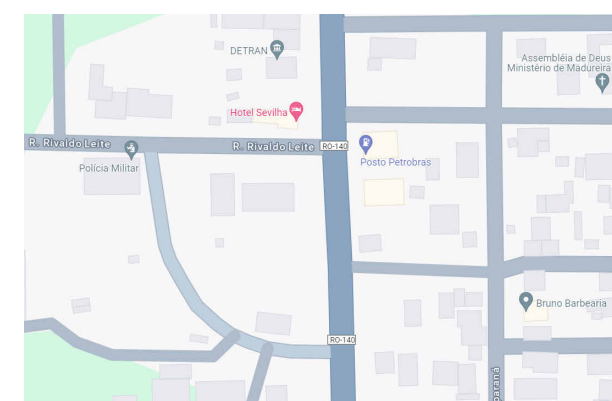 DETRAN
Assembléia de Deus
Ministério de Madureira
Hotel Sevilha
R. Rivaldo Leite
R. Rivaldo Leite
RO-140
Posto Petrobras
Polícia Militar
Bruno Barbearia
RO-140